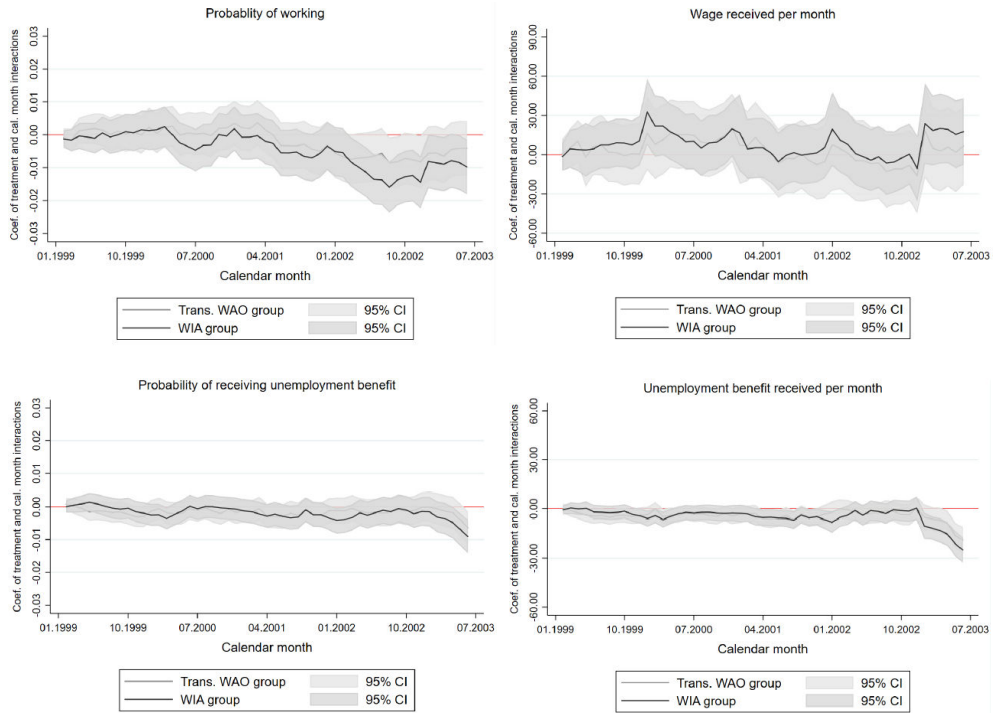 Probablity of working
Coef. of treatment and cal. month interactions
0.03
0.02
0.01
0.00
-0.01
-0.02
-0.03
01.1999
10.1999
07.2000
04.2001
01.2002
10.2002
07.2003
Calendar month
Trans. WAO group 95% CI
WIA group 95% CI
Wage received per month
Coef. of treatment and cal. month interactions
90.00
60.00
30.00
0.00
-30.00
-60.00
01.1999
10.1999
07.2000
04.2001
01.2002
10.2002
07.2003
Calendar month
Trans. WAO group 95% CI
WIA group 95% CI
Probability of receiving unemployment benefit
Coef. of treatment and cal. month interactions
0.03
0.02
0.01
0.00
-0.01
-0.02
-0.03
01.1999
10.1999
07.2000
04.2001
01.2002
10.2002
07.2003
Calendar month
Trans. WAO group 95% CI
WIA group 95% CI
Unemployment benefit received per month
Coef. of treatment and cal. month interactions
60.00
30.00
0.00
-30.00
-60.00
01.1999
10.1999
07.2000
04.2001
01.2002
10.2002
07.2003
Calendar month
Trans. WAO group 95% CI
WIA group 95% CI